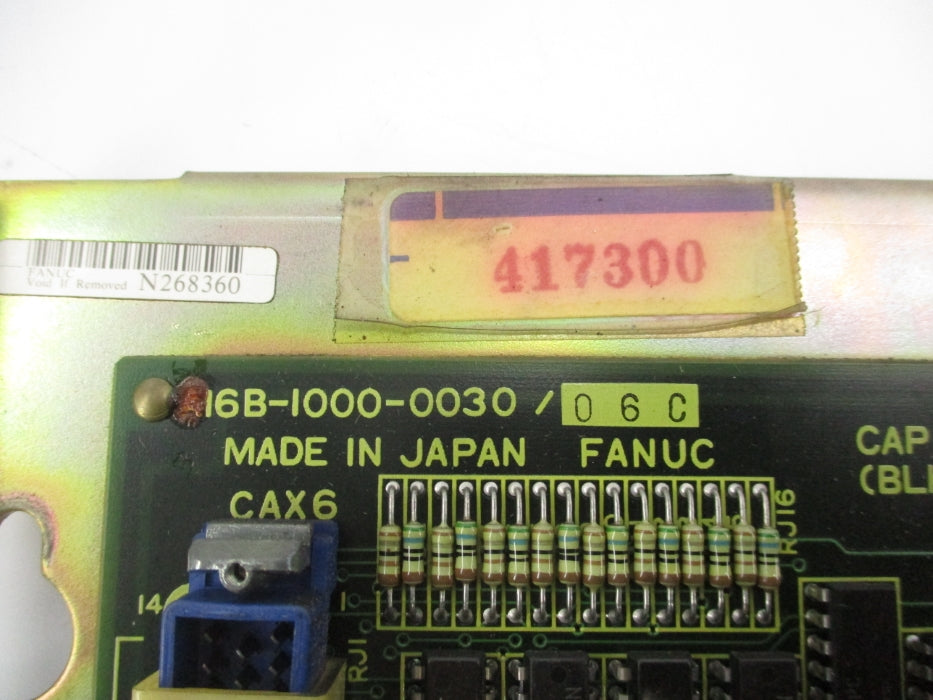 417300
FANUC
Void If Removed N268360
16B-1000-0030/06C
MADE IN JAPAN FANUC
CAP
(BL
CAX6
RJ16
14
1
RJ1